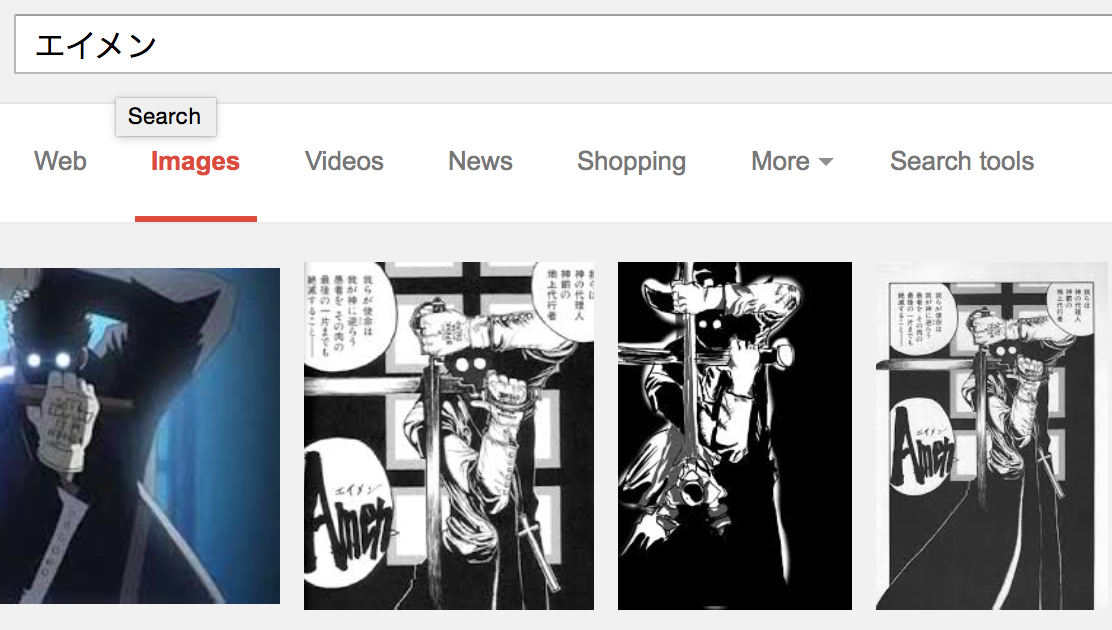 エイメン
Search
Web Images Videos News Shopping More Search tools
我らは
神の代理人
神罰の
地上代行者
我らが使命は
我が神に逆らう
愚者を その肉の
最後の一片までも
絶滅すること――
エイメン
Amen
我らは
神の代理人
神罰の
地上代行者
我らが使命は
我が神に逆らう
愚者を その肉の
最後の一片までも
絶滅すること――
エイメン
Amen